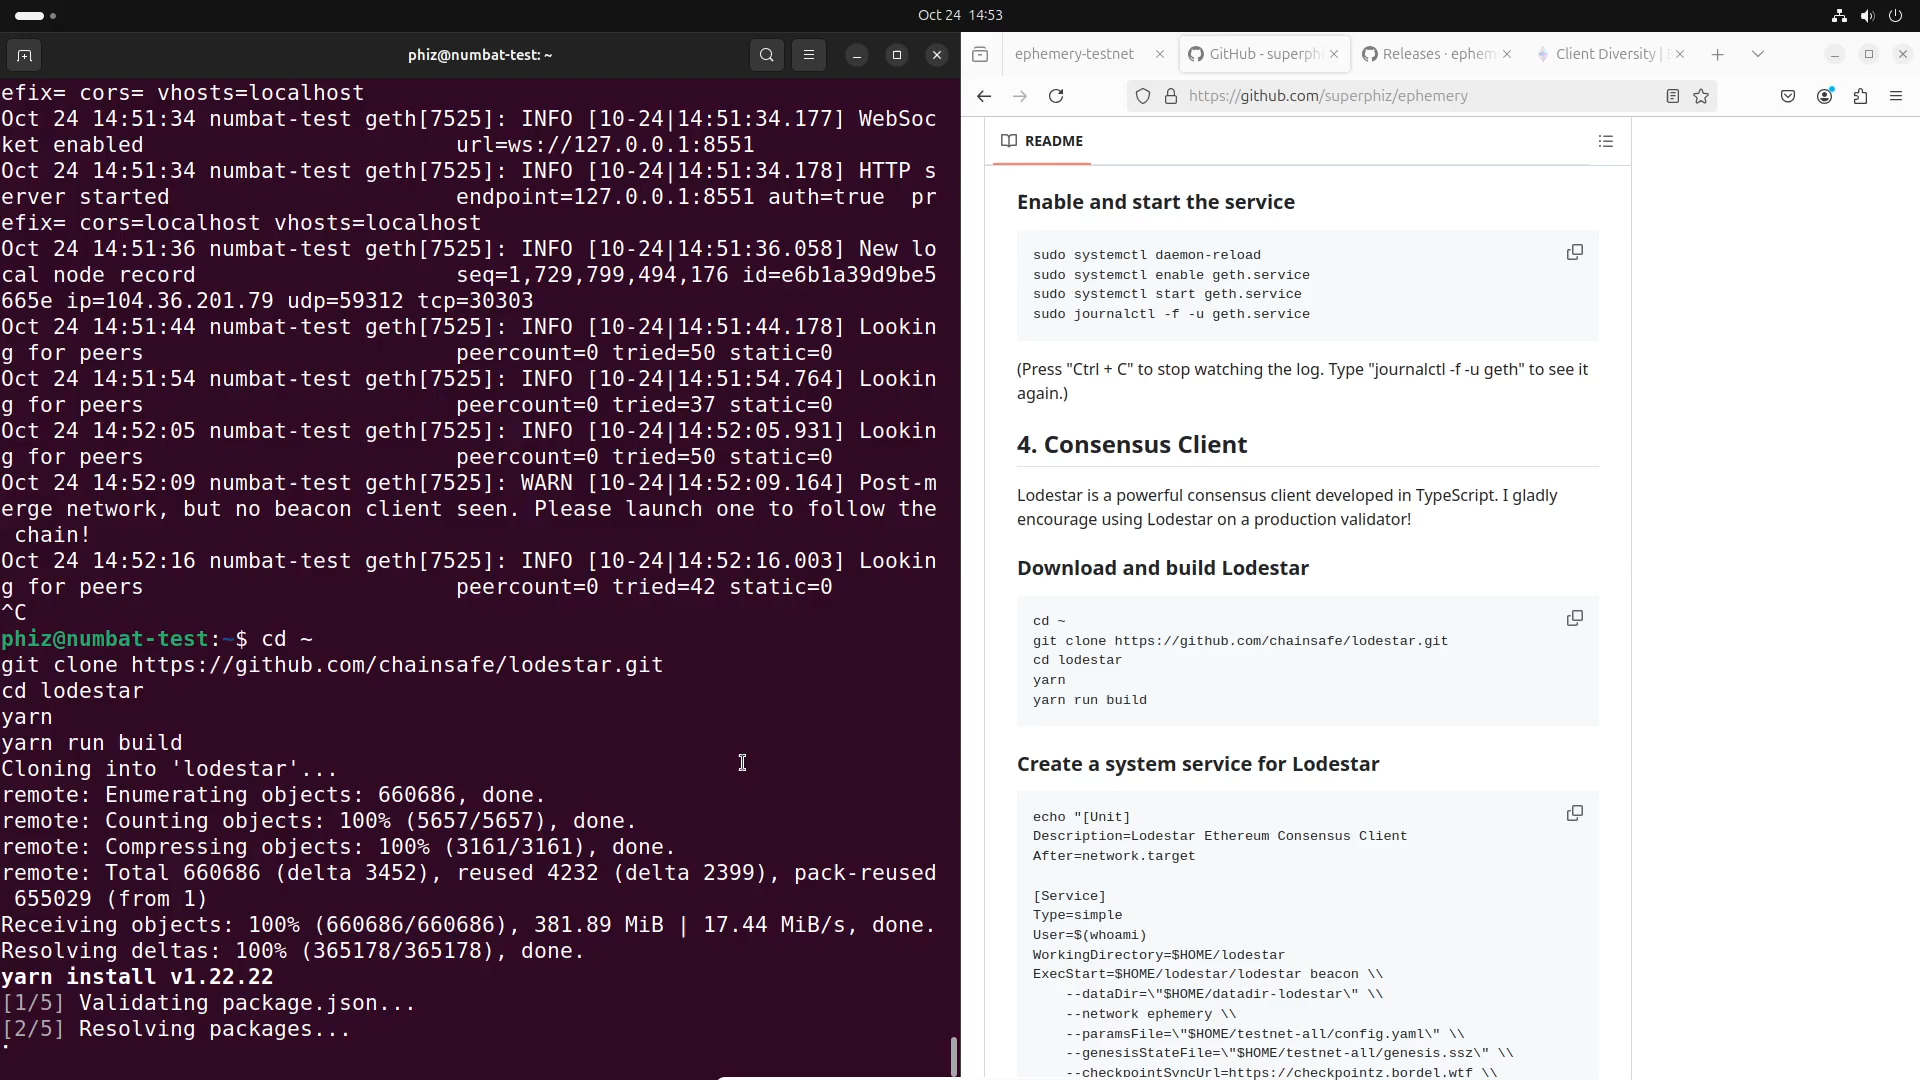 Oct 24  14:53
phiz@numbat-test: ~
efix= cors= vhosts=localhost
Oct 24 14:51:34 numbat-test geth[7525]: INFO [10-24|14:51:34.177] WebSoc
ket enabled                        url=ws://127.0.0.1:8551
Oct 24 14:51:34 numbat-test geth[7525]: INFO [10-24|14:51:34.178] HTTP s
erver started                      endpoint=127.0.0.1:8551 auth=true  pr
efix= cors=localhost vhosts=localhost
Oct 24 14:51:36 numbat-test geth[7525]: INFO [10-24|14:51:36.058] New lo
cal node record                    seq=1,729,799,494,176 id=e6b1a39d9be5
665e ip=104.36.201.79 udp=59312 tcp=30303
Oct 24 14:51:44 numbat-test geth[7525]: INFO [10-24|14:51:44.178] Lookin
g for peers                        peercount=0 tried=50 static=0
Oct 24 14:51:54 numbat-test geth[7525]: INFO [10-24|14:51:54.764] Lookin
g for peers                        peercount=0 tried=37 static=0
Oct 24 14:52:05 numbat-test geth[7525]: INFO [10-24|14:52:05.931] Lookin
g for peers                        peercount=0 tried=50 static=0
Oct 24 14:52:09 numbat-test geth[7525]: WARN [10-24|14:52:09.164] Post-m
erge network, but no beacon client seen. Please launch one to follow the
 chain!
Oct 24 14:52:16 numbat-test geth[7525]: INFO [10-24|14:52:16.003] Lookin
g for peers                        peercount=0 tried=42 static=0
^C
phiz@numbat-test:~$ cd ~
git clone https://github.com/chainsafe/lodestar.git
cd lodestar
yarn
yarn run build
Cloning into 'lodestar'...
remote: Enumerating objects: 660686, done.
remote: Counting objects: 100% (5657/5657), done.
remote: Compressing objects: 100% (3161/3161), done.
remote: Total 660686 (delta 3452), reused 4232 (delta 2399), pack-reused
 655029 (from 1)
Receiving objects: 100% (660686/660686), 381.89 MiB | 17.44 MiB/s, done.
Resolving deltas: 100% (365178/365178), done.
yarn install v1.22.22
[1/5] Validating package.json...
[2/5] Resolving packages...
ephemery-testnet
GitHub - superph
Releases · ephem
Client Diversity |
https://github.com/superphiz/ephemery
README
Enable and start the service
sudo systemctl daemon-reload
sudo systemctl enable geth.service
sudo systemctl start geth.service
sudo journalctl -f -u geth.service
(Press "Ctrl + C" to stop watching the log. Type "journalctl -f -u geth" to see it
again.)
4. Consensus Client
Lodestar is a powerful consensus client developed in TypeScript. I gladly
encourage using Lodestar on a production validator!
Download and build Lodestar
cd ~
git clone https://github.com/chainsafe/lodestar.git
cd lodestar
yarn
yarn run build
Create a system service for Lodestar
echo "[Unit]
Description=Lodestar Ethereum Consensus Client
After=network.target
[Service]
Type=simple
User=$(whoami)
WorkingDirectory=$HOME/lodestar
ExecStart=$HOME/lodestar/lodestar beacon \\
    --dataDir=\"$HOME/datadir-lodestar\" \\
    --network ephemery \\
    --paramsFile=\"$HOME/testnet-all/config.yaml\" \\
    --genesisStateFile=\"$HOME/testnet-all/genesis.ssz\" \\
    --checkpointSyncUrl=https://checkpointz.bordel.wtf \\